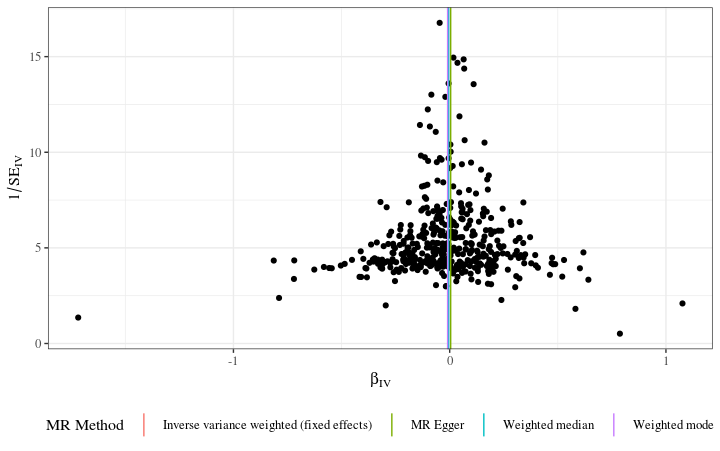 15
10
5
0
1/SE_IV
-1
0
1
β_IV
MR Method
Inverse variance weighted (fixed effects)
MR Egger
Weighted median
Weighted mode